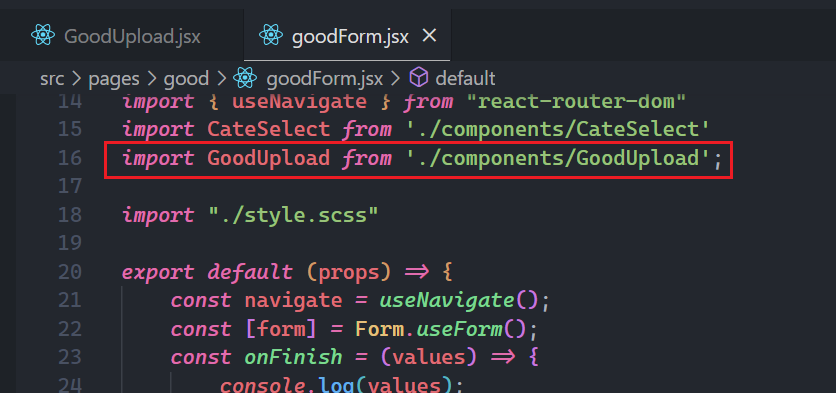 GoodUpload.jsx goodForm.jsx ×
src > pages > good > goodForm.jsx > default
14 import { useNavigate } from "react-router-dom"
15 import CateSelect from './components/CateSelect'
16 import GoodUpload from './components/GoodUpload';
17
18 import "./style.scss"
19
20 export default (props) => {
21 const navigate = useNavigate();
22 const [form] = Form.useForm();
23 const onFinish = (values) => {
24 console.log(values);